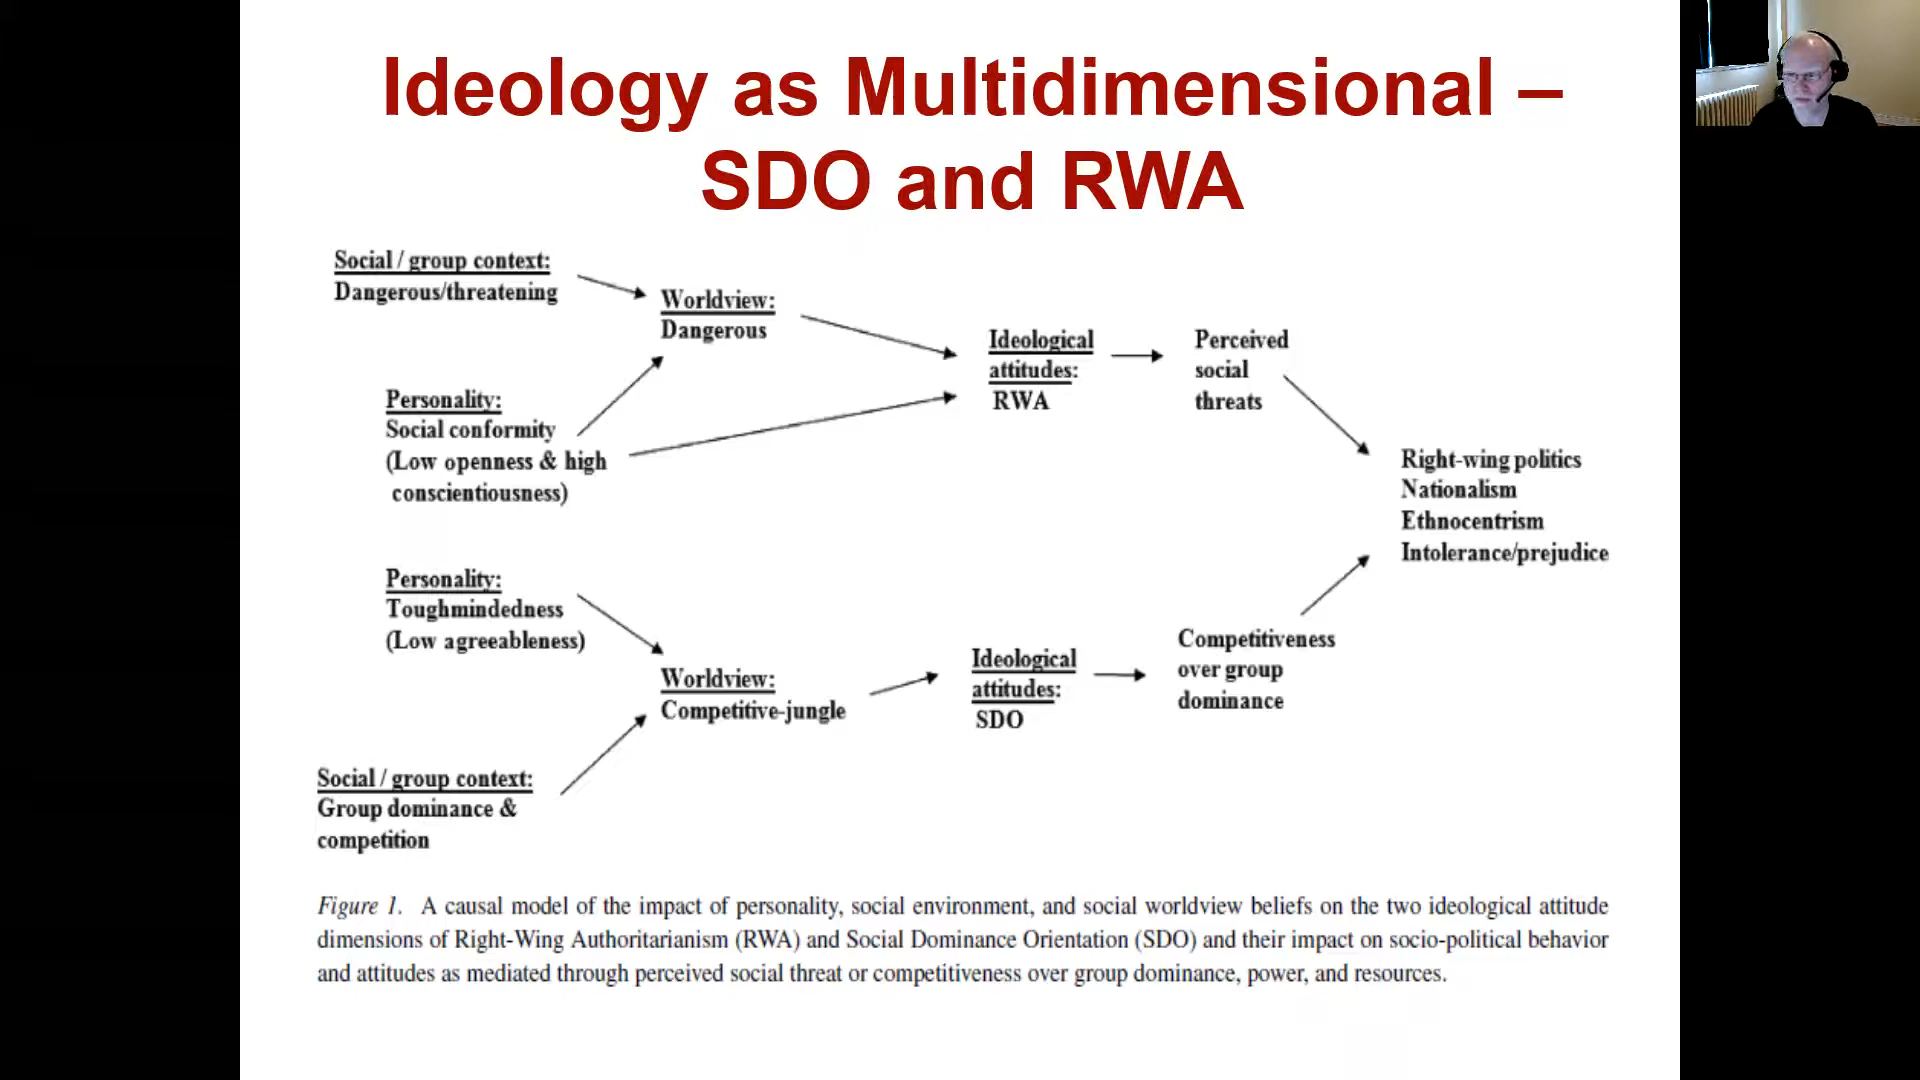 Ideology as Multidimensional –
SDO and RWA
Social / group context:
Dangerous/threatening
Worldview:
Dangerous
Personality:
Social conformity
(Low openness & high
conscientiousness)
Ideological
attitudes:
RWA
Perceived
social
threats
Right-wing politics
Nationalism
Ethnocentrism
Intolerance/prejudice
Personality:
Toughmindedness
(Low agreeableness)
Worldview:
Competitive-jungle
Ideological
attitudes:
SDO
Competitiveness
over group
dominance
Social / group context:
Group dominance &
competition
Figure 1. A causal model of the impact of personality, social environment, and social worldview beliefs on the two ideological attitude
dimensions of Right-Wing Authoritarianism (RWA) and Social Dominance Orientation (SDO) and their impact on socio-political behavior
and attitudes as mediated through perceived social threat or competitiveness over group dominance, power, and resources.